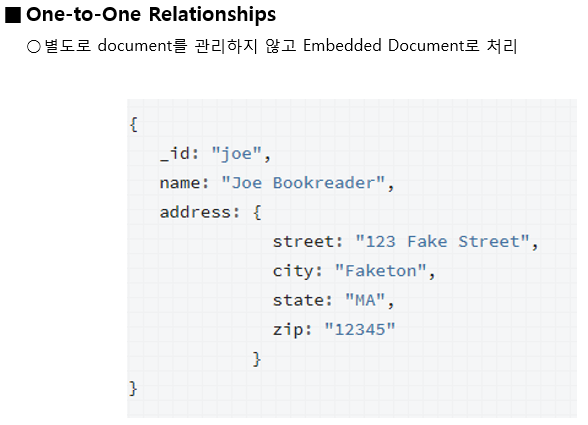 ■ One-to-One Relationships
○ 별도로 document를 관리하지 않고 Embedded Document로 처리
{
_id: "joe",
name: "Joe Bookreader",
address: {
street: "123 Fake Street",
city: "Faketon",
state: "MA",
zip: "12345"
}
}